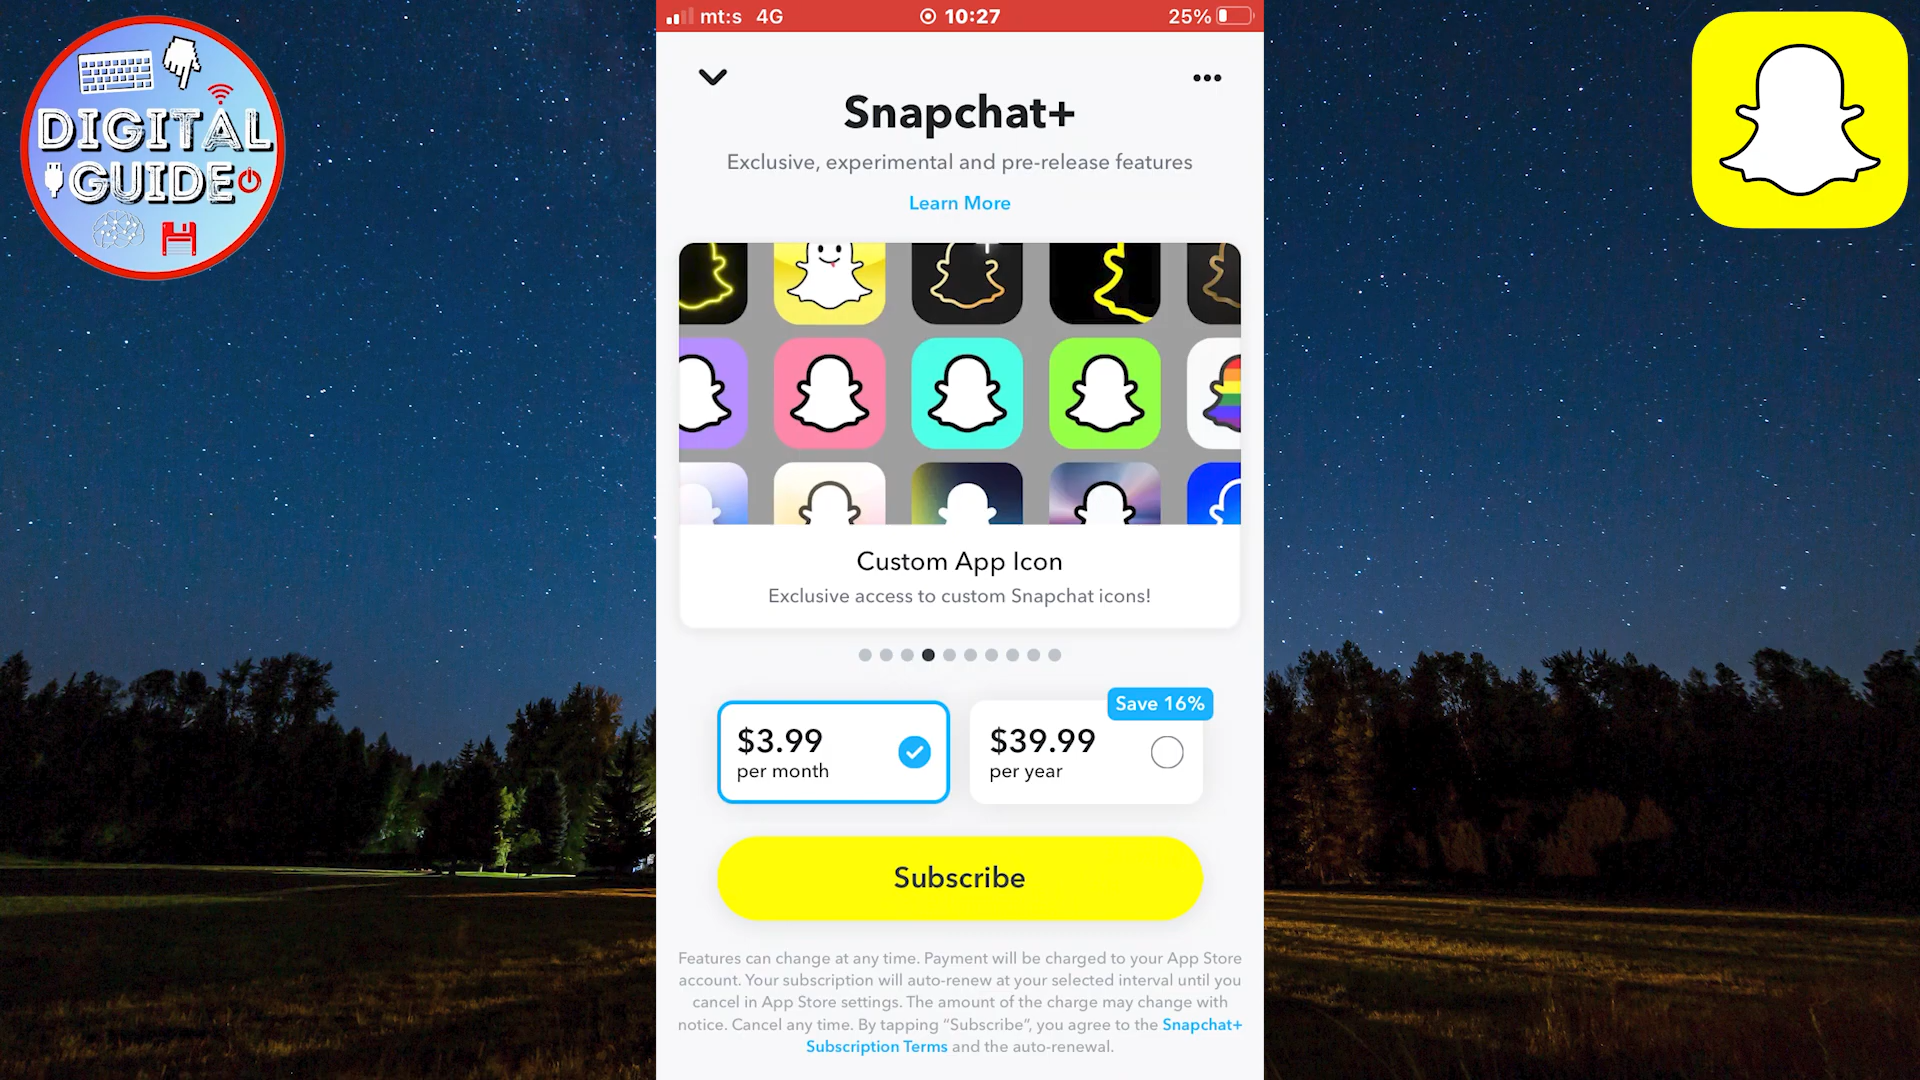 DIGITAL
GUIDE
mt:s 4G
10:27
25%
Snapchat+
Exclusive, experimental and pre-release features
Learn More
Custom App Icon
Exclusive access to custom Snapchat icons!
Save 16%
$3.99
per month
$39.99
per year
Subscribe
Features can change at any time. Payment will be charged to your App Store
account. Your subscription will auto-renew at your selected interval until you
cancel in App Store settings. The amount of the charge may change with
notice. Cancel any time. By tapping “Subscribe”, you agree to the Snapchat+
Subscription Terms and the auto-renewal.